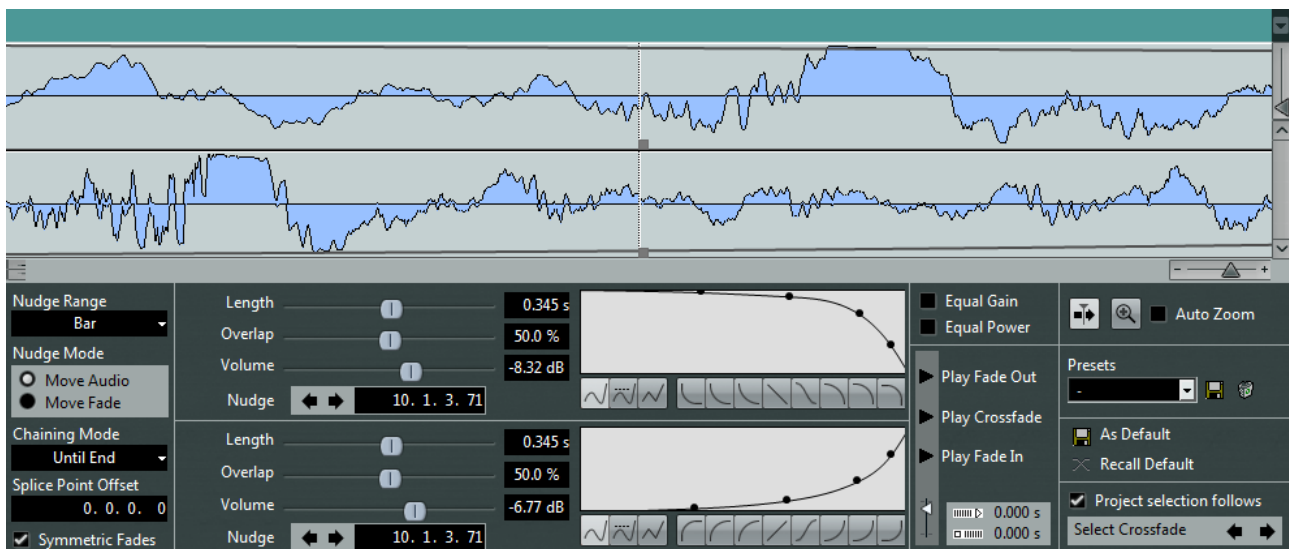 Nudge Range
Bar
Nudge Mode
Move Audio
Move Fade
Chaining Mode
Until End
Splice Point Offset
0. 0. 0. 0
Symmetric Fades
Length 0.345 s
Overlap 50.0 %
Volume -8.32 dB
Nudge 10. 1. 3. 71
Length 0.345 s
Overlap 50.0 %
Volume -6.77 dB
Nudge 10. 1. 3. 71
Equal Gain
Equal Power
Play Fade Out
Play Crossfade
Play Fade In
0.000 s
0.000 s
Auto Zoom
Presets
-
As Default
Recall Default
Project selection follows
Select Crossfade
- +